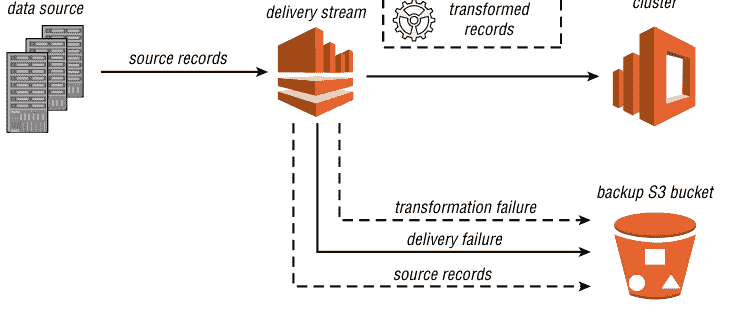 data source
delivery stream
transformed
records
cluster
source records
backup S3 bucket
transformation failure
delivery failure
source records